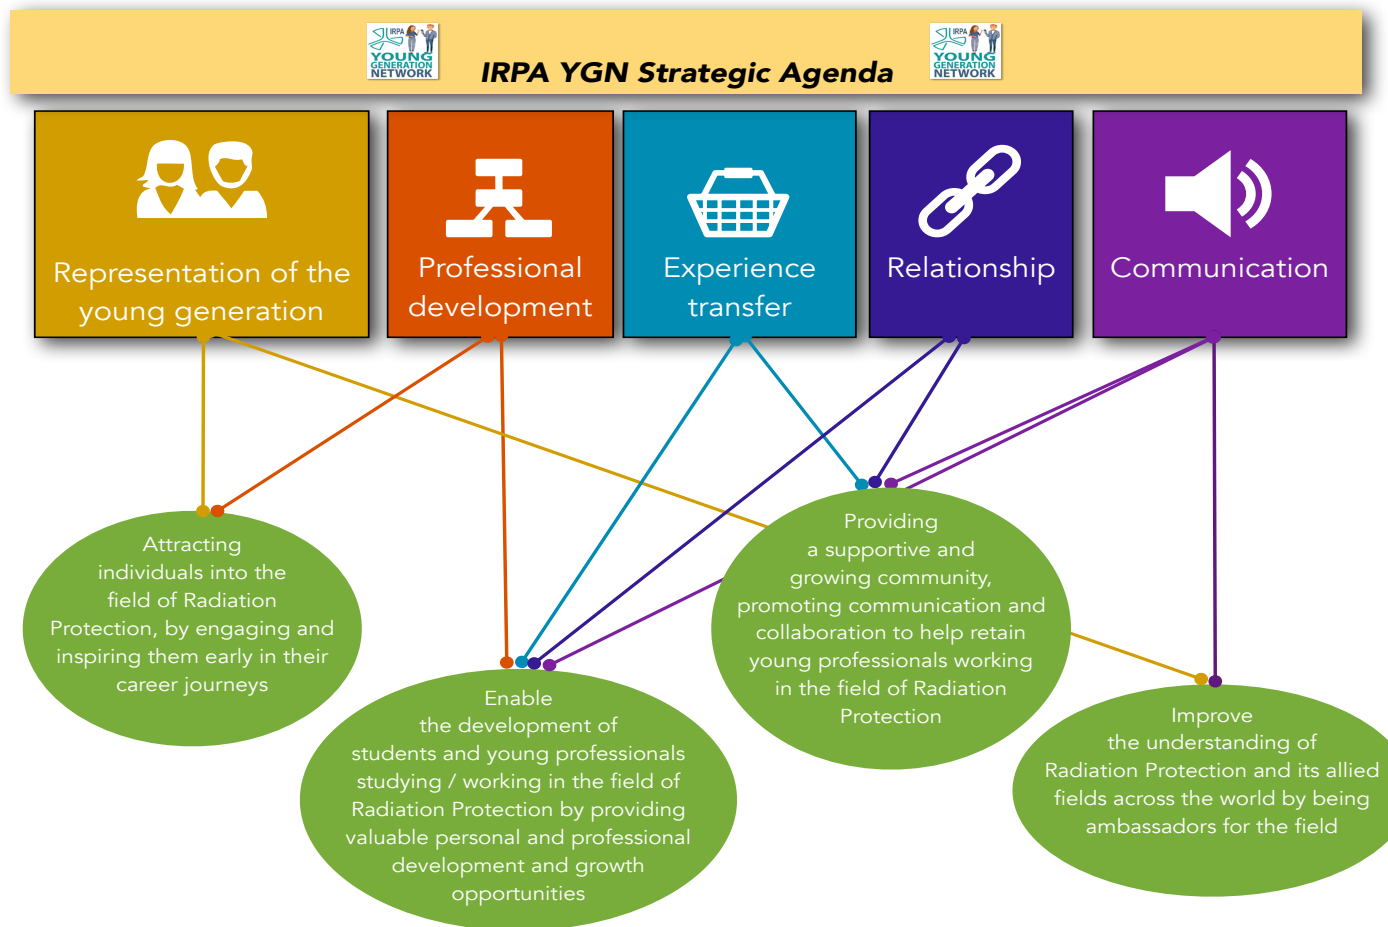 IRPA
YOUNG
GENERATION
NETWORK
IRPA YGN Strategic Agenda
IRPA
YOUNG
GENERATION
NETWORK
Representation of the
young generation
Professional
development
Experience
transfer
Relationship
Communication
Attracting
individuals into the
field of Radiation
Protection, by engaging and
inspiring them early in their
career journeys
Enable
the development of
students and young professionals
studying / working in the field of
Radiation Protection by providing
valuable personal and professional
development and growth
opportunities
Providing
a supportive and
growing community,
promoting communication and
collaboration to help retain
young professionals working
in the field of Radiation
Protection
Improve
the understanding of
Radiation Protection and its allied
fields across the world by being
ambassadors for the field